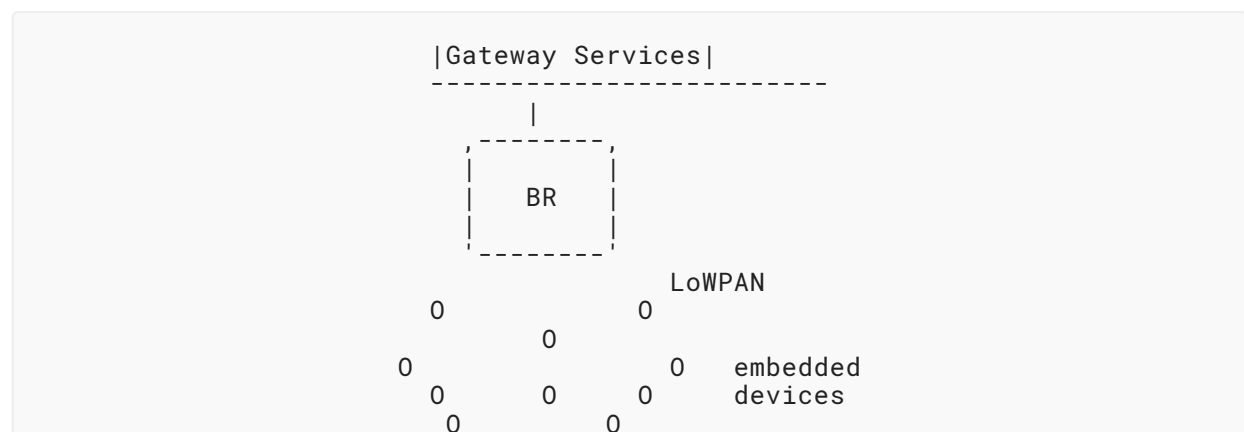 |Gateway Services|
-------------------------
|
,--------,
|        |
|   BR   |
|        |
'--------'
LoWPAN
O            O
O
O                O   embedded
O      O     O     devices
O         O